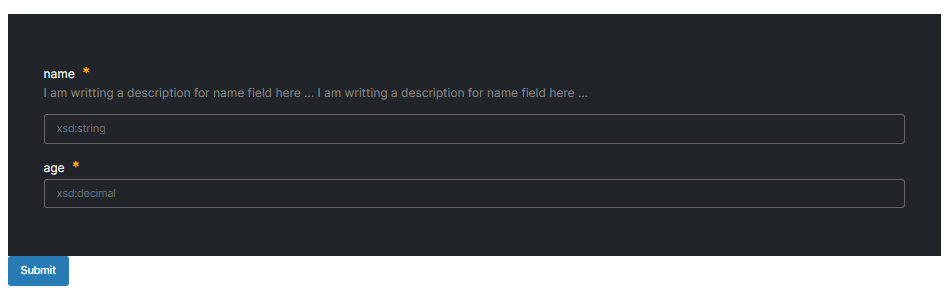 name *
I am writting a description for name field here ... I am writting a description for name field here ...
xsd:string
age *
xsd:decimal
Submit